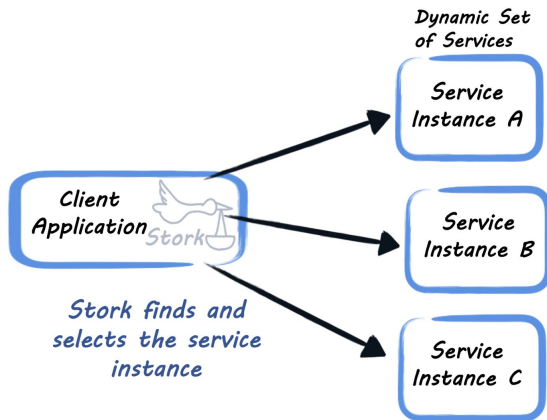 Dynamic Set
of Services
Service
Instance A
Client
Application
Stork
Service
Instance B
Stork finds and
selects the service
instance
Service
Instance C